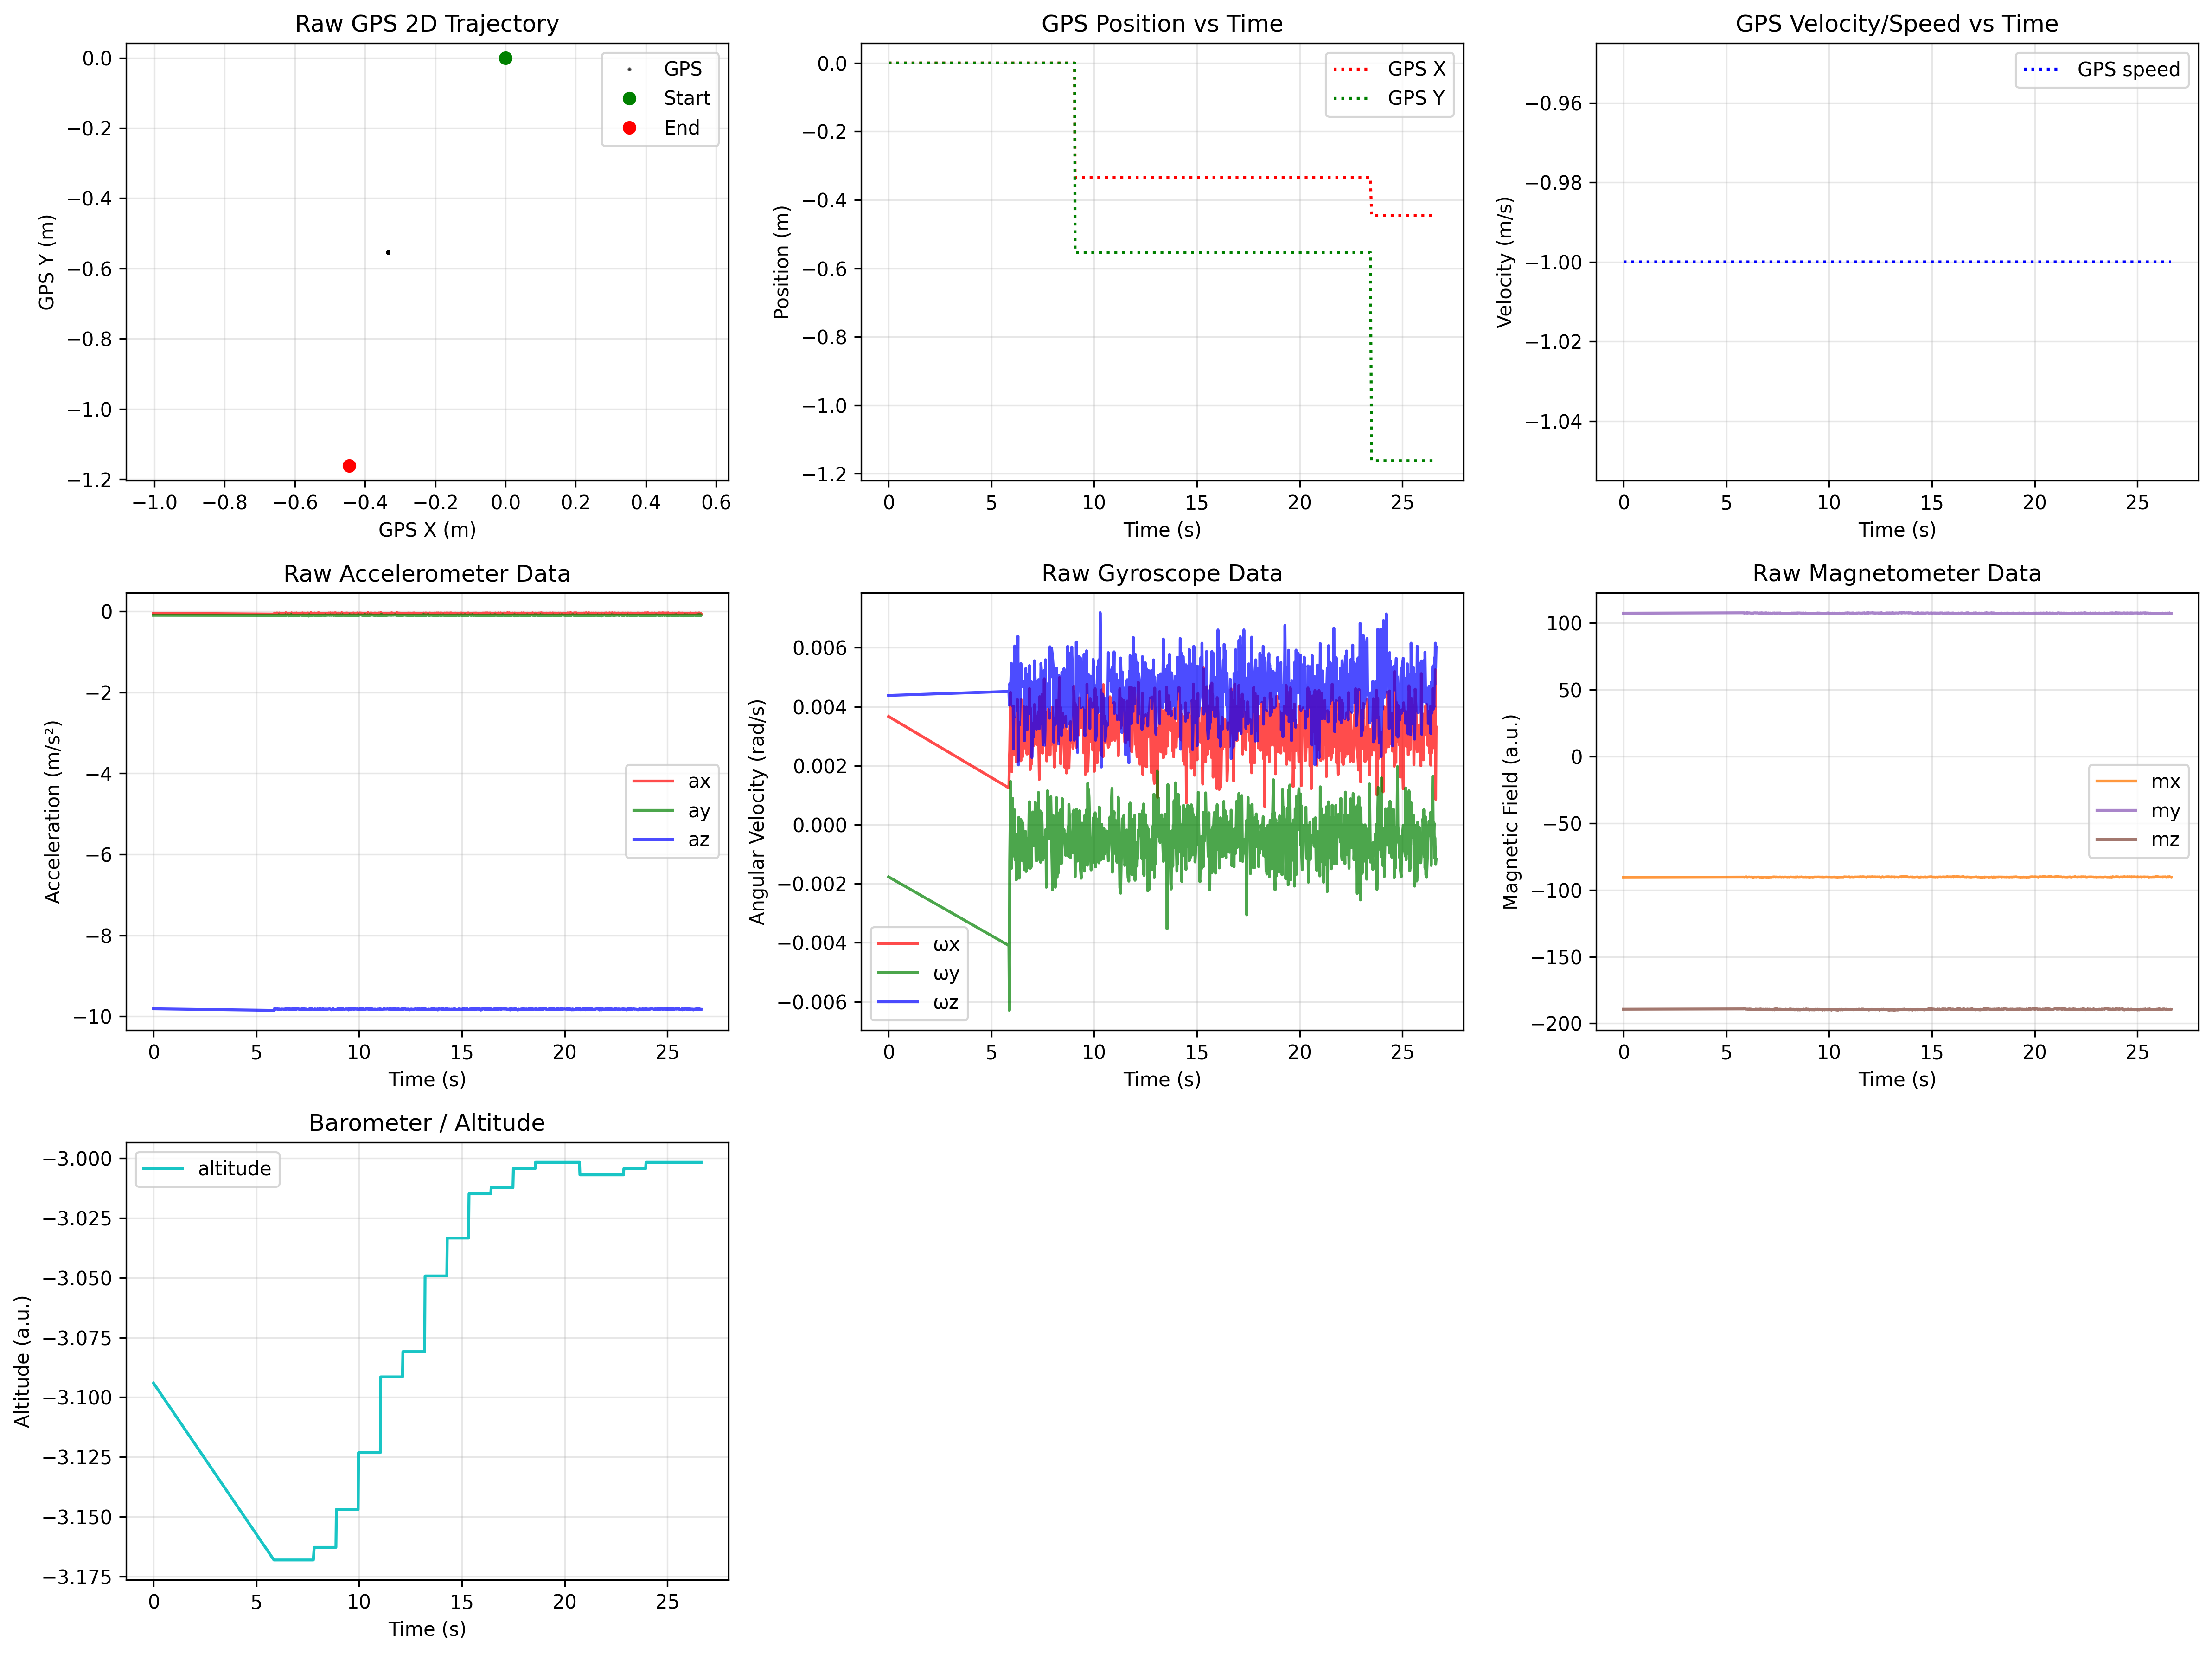 Raw GPS 2D Trajectory
GPS Y (m)
0.0
−0.2
−0.4
−0.6
−0.8
−1.0
−1.2
GPS
Start
End
−1.0 −0.8 −0.6 −0.4 −0.2 0.0 0.2 0.4 0.6
GPS X (m)
GPS Position vs Time
Position (m)
0.0
−0.2
−0.4
−0.6
−0.8
−1.0
−1.2
GPS X
GPS Y
0 5 10 15 20 25
Time (s)
GPS Velocity/Speed vs Time
Velocity (m/s)
−0.96
−0.98
−1.00
−1.02
−1.04
GPS speed
0 5 10 15 20 25
Time (s)
Raw Accelerometer Data
Acceleration (m/s²)
0
−2
−4
−6
−8
−10
ax
ay
az
0 5 10 15 20 25
Time (s)
Raw Gyroscope Data
Angular Velocity (rad/s)
0.006
0.004
0.002
0.000
−0.002
−0.004
−0.006
ωx
ωy
ωz
0 5 10 15 20 25
Time (s)
Raw Magnetometer Data
Magnetic Field (a.u.)
100
50
0
−50
−100
−150
−200
mx
my
mz
0 5 10 15 20 25
Time (s)
Barometer / Altitude
Altitude (a.u.)
−3.000
−3.025
−3.050
−3.075
−3.100
−3.125
−3.150
−3.175
altitude
0 5 10 15 20 25
Time (s)